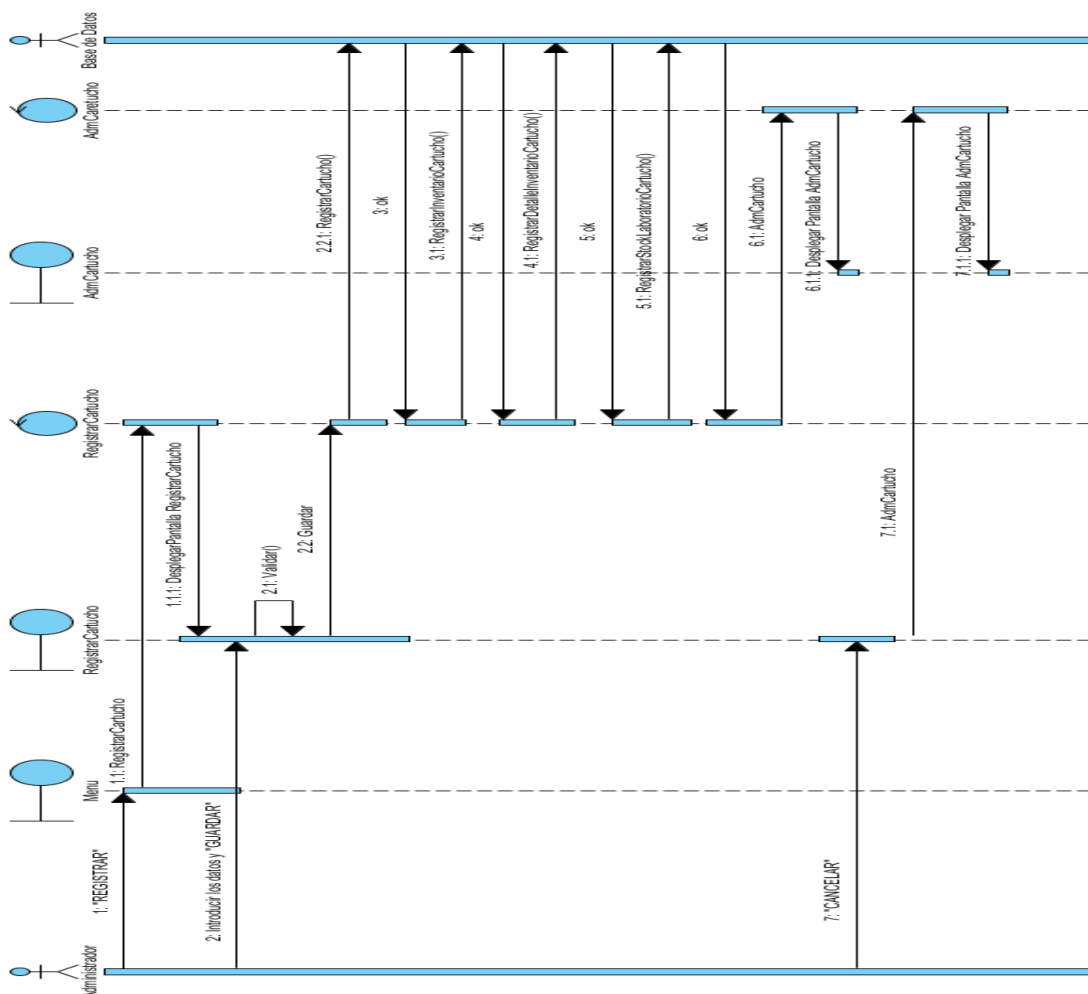 Administrador
Menu
RegistrarCartucho
RegistrarCartucho
AdmCartucho
AdmCaretucho
Base de Datos
1: "REGISTRAR"
1.1: RegistrarCartucho
1.1.1: DesplegarPantalla RegistrarCartucho
2: Introducir los datos y "GUARDAR"
2.1: Validar()
2.2: Guardar
2.2.1: RegistrarCartucho()
3: ok
3.1: RegistrarInventarioCartucho()
4: ok
4.1: RegistrarDetalleInventarioCartucho()
5: ok
5.1: RegistrarStockLaboratorioCartucho()
6: ok
6.1: AdmCartucho
6.1.1: Desplegar Pantalla AdmCartucho
7: "CANCELAR"
7.1: AdmCartucho
7.1.1: Desplegar Pantalla AdmCartucho